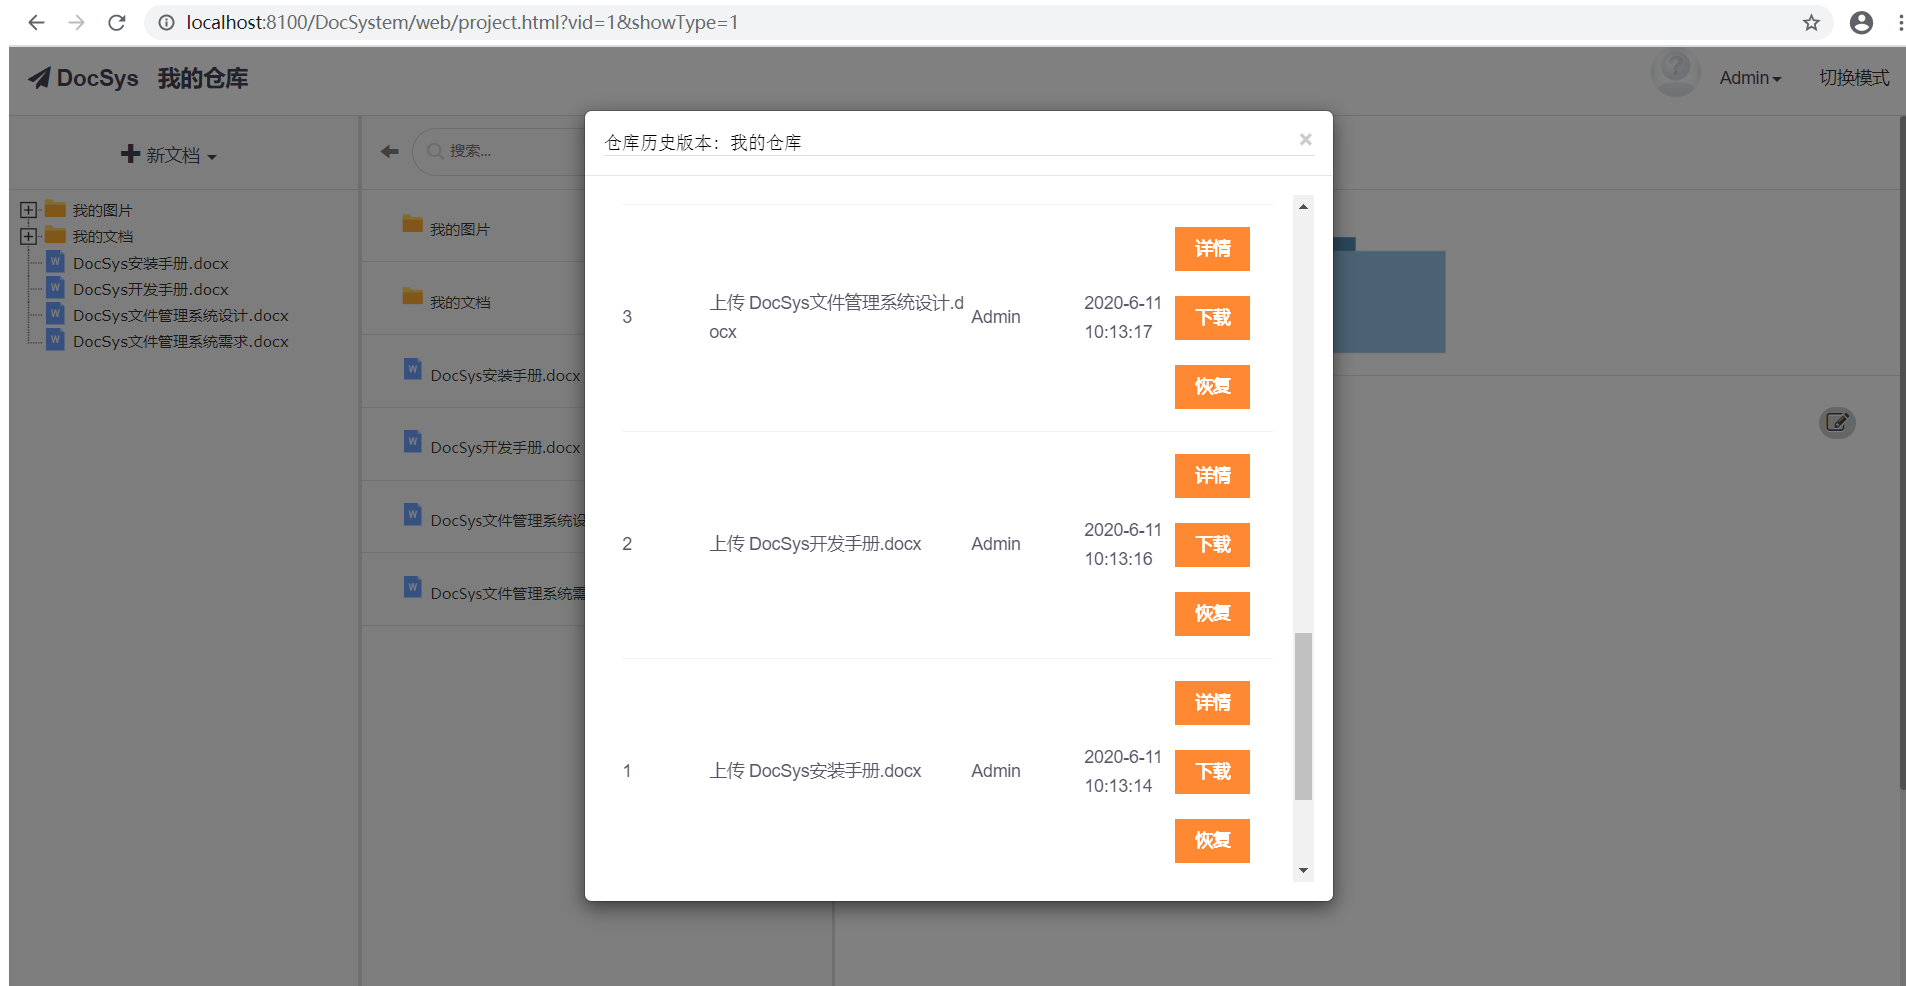 localhost:8100/DocSystem/web/project.html?vid=1&showType=1
DocSys 我的仓库
Admin
切换模式
新文档
我的图片
我的文档
DocSys安装手册.docx
DocSys开发手册.docx
DocSys文件管理系统设计.docx
DocSys文件管理系统需求.docx
搜索...
我的图片
我的文档
DocSys安装手册.docx
DocSys开发手册.docx
DocSys文件管理系统设
DocSys文件管理系统需
仓库历史版本：我的仓库
×
3
上传 DocSys文件管理系统设计.d
ocx
Admin
2020-6-11
10:13:17
详情
下载
恢复
2
上传 DocSys开发手册.docx
Admin
2020-6-11
10:13:16
详情
下载
恢复
1
上传 DocSys安装手册.docx
Admin
2020-6-11
10:13:14
详情
下载
恢复